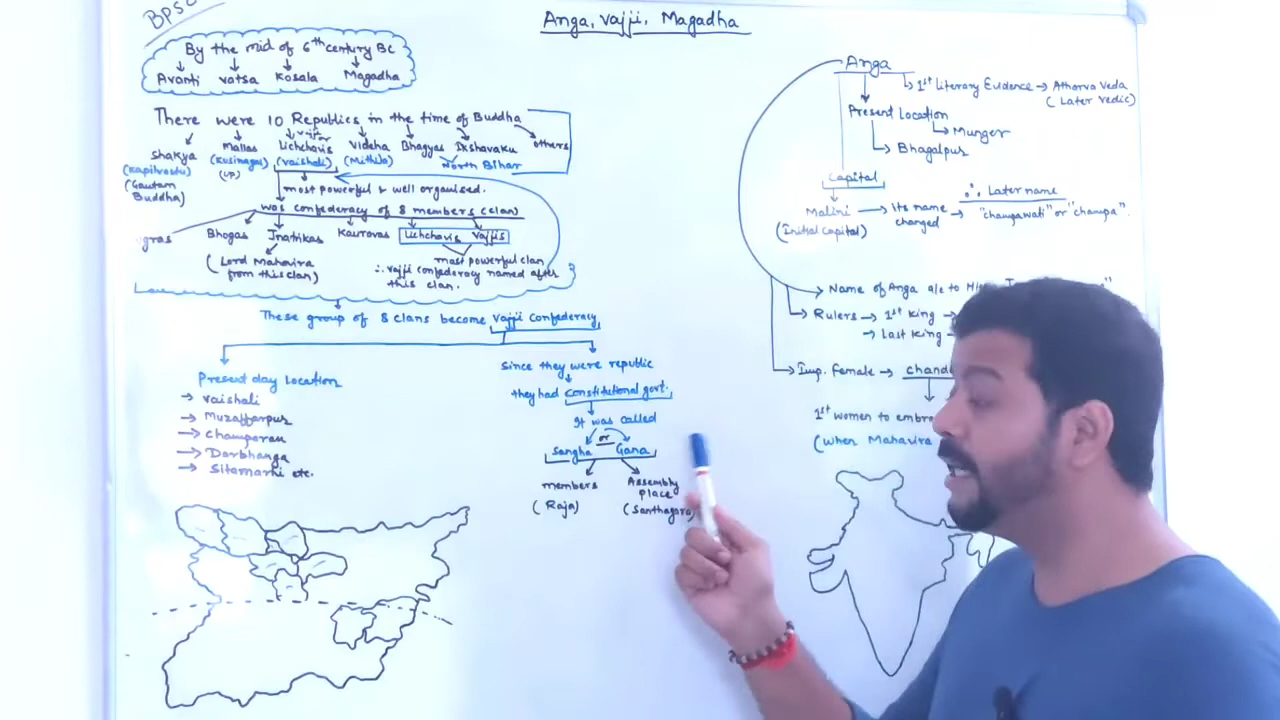 BPSC
Anga, Vajji, Magadha
By the mid of 6th century BC
Avanti vatsa Kosala Magadha
There were 10 Republics in the time of Buddha
Shakya Mallas Lichchavis Videha Bhagyas Ikshavaku others
(Kapilvastu) (Kusinagar) (Vaishali) (Mithila) North Bihar
(Gautam Buddha) (UP)
most powerful & well organised.
was confederacy of 8 members (clan)
ugras Bhogas Jnatrikas Kauravas Lichchavis Vajjis
(Lord Mahavira from this clan)
most powerful clan
∴ Vajji confederacy named after
this clan.
These group of 8 clans become Vajji Confederacy
Present day Location
→ Vaishali
→ Muzaffarpur
→ Champaran
→ Darbhanga
→ Sitamarhi etc.
Since they were republic
they had constitutional govt.
It was called
Sangha or Gana
members Assembly place
(Raja) (Santhagara)
Anga
1st Literary Evidence → Atharva Veda
(Later Vedic)
Present Location
Munger
Bhagalpur
Capital
Malini → Its name changed →
(Initial Capital)
∴ Later name
"champawati" or "champa".
Name of Anga a/c to
Rulers → 1st King →
→ Last King →
Imp. Female →
1st women to
(When Mahavira